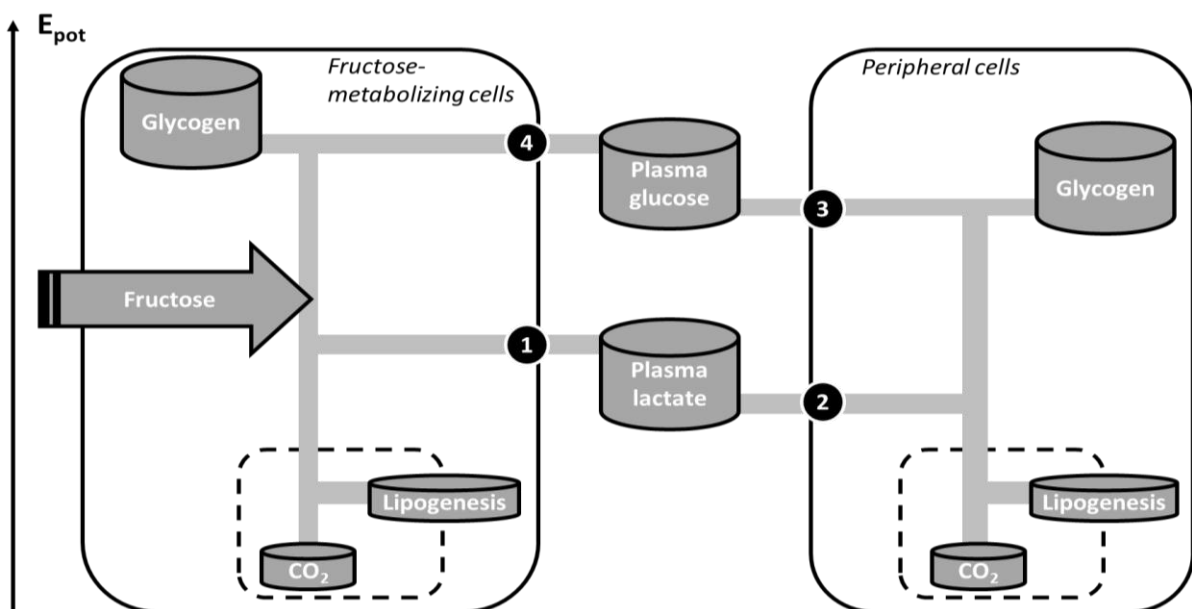 E_pot
Fructose-
metabolizing cells
Peripheral cells
Glycogen
4
Plasma
glucose
3
Glycogen
Fructose
1
Plasma
lactate
2
Lipogenesis
CO₂
Lipogenesis
CO₂